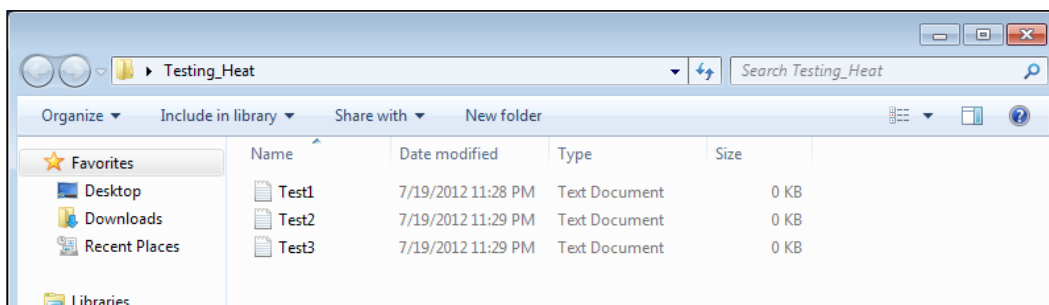 Testing_Heat
Search Testing_Heat
Organize Include in library Share with New folder
Favorites
Desktop
Downloads
Recent Places
Libraries
Name Date modified Type Size
Test1 7/19/2012 11:28 PM Text Document 0 KB
Test2 7/19/2012 11:29 PM Text Document 0 KB
Test3 7/19/2012 11:29 PM Text Document 0 KB